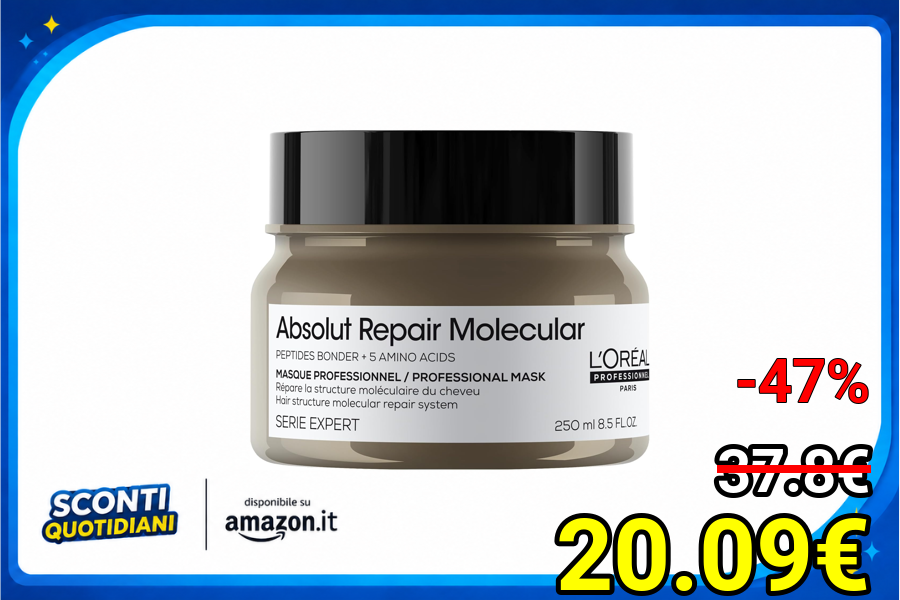 Absolut Repair Molecular
PEPTIDES BONDER + 5 AMINO ACIDS
MASQUE PROFESSIONNEL / PROFESSIONAL MASK
Répare la structure moléculaire du cheveu
Hair structure molecular repair system
SERIE EXPERT
L'ORÉAL
PROFESSIONNEL
PARIS
250 ml 8.5 FL.OZ.
-47%
37.8€
20.09€
SCONTI
QUOTIDIANI
disponibile su
amazon.it